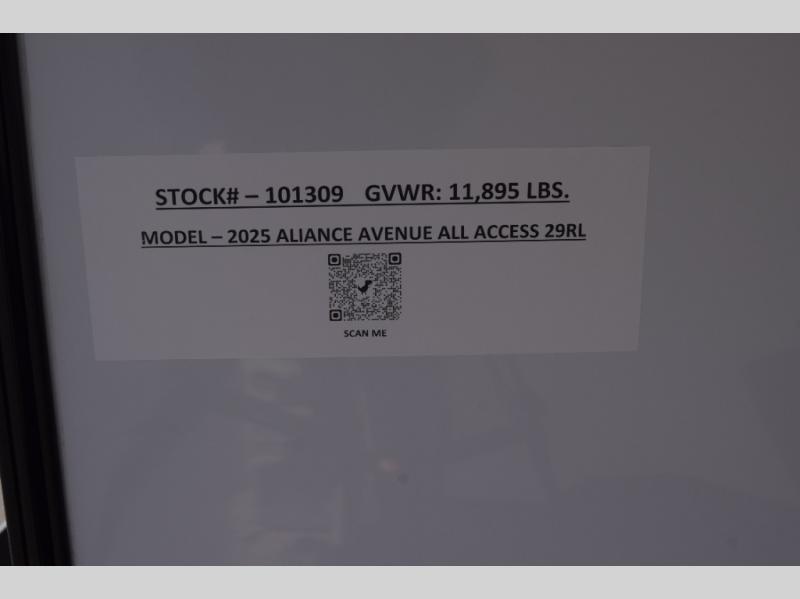 STOCK# – 101309 GVWR: 11,895 LBS.
MODEL – 2025 ALIANCE AVENUE ALL ACCESS 29RL
SCAN ME